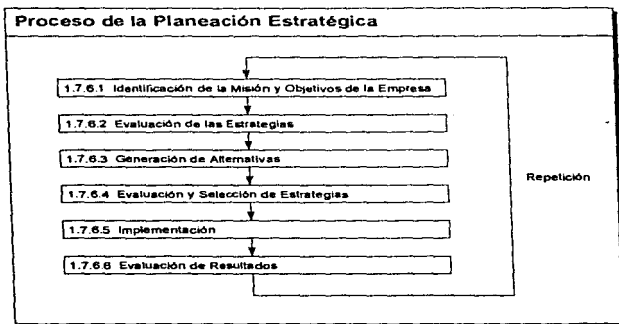 Proceso de la Planeación Estratégica
1.7.6.1 Identificación de la Misión y Objetivos de la Empresa
1.7.6.2 Evaluación de las Estrategias
1.7.6.3 Generación de Alternativas
1.7.6.4 Evaluación y Selección de Estrategias
1.7.6.5 Implementación
1.7.6.6 Evaluación de Resultados
Repetición